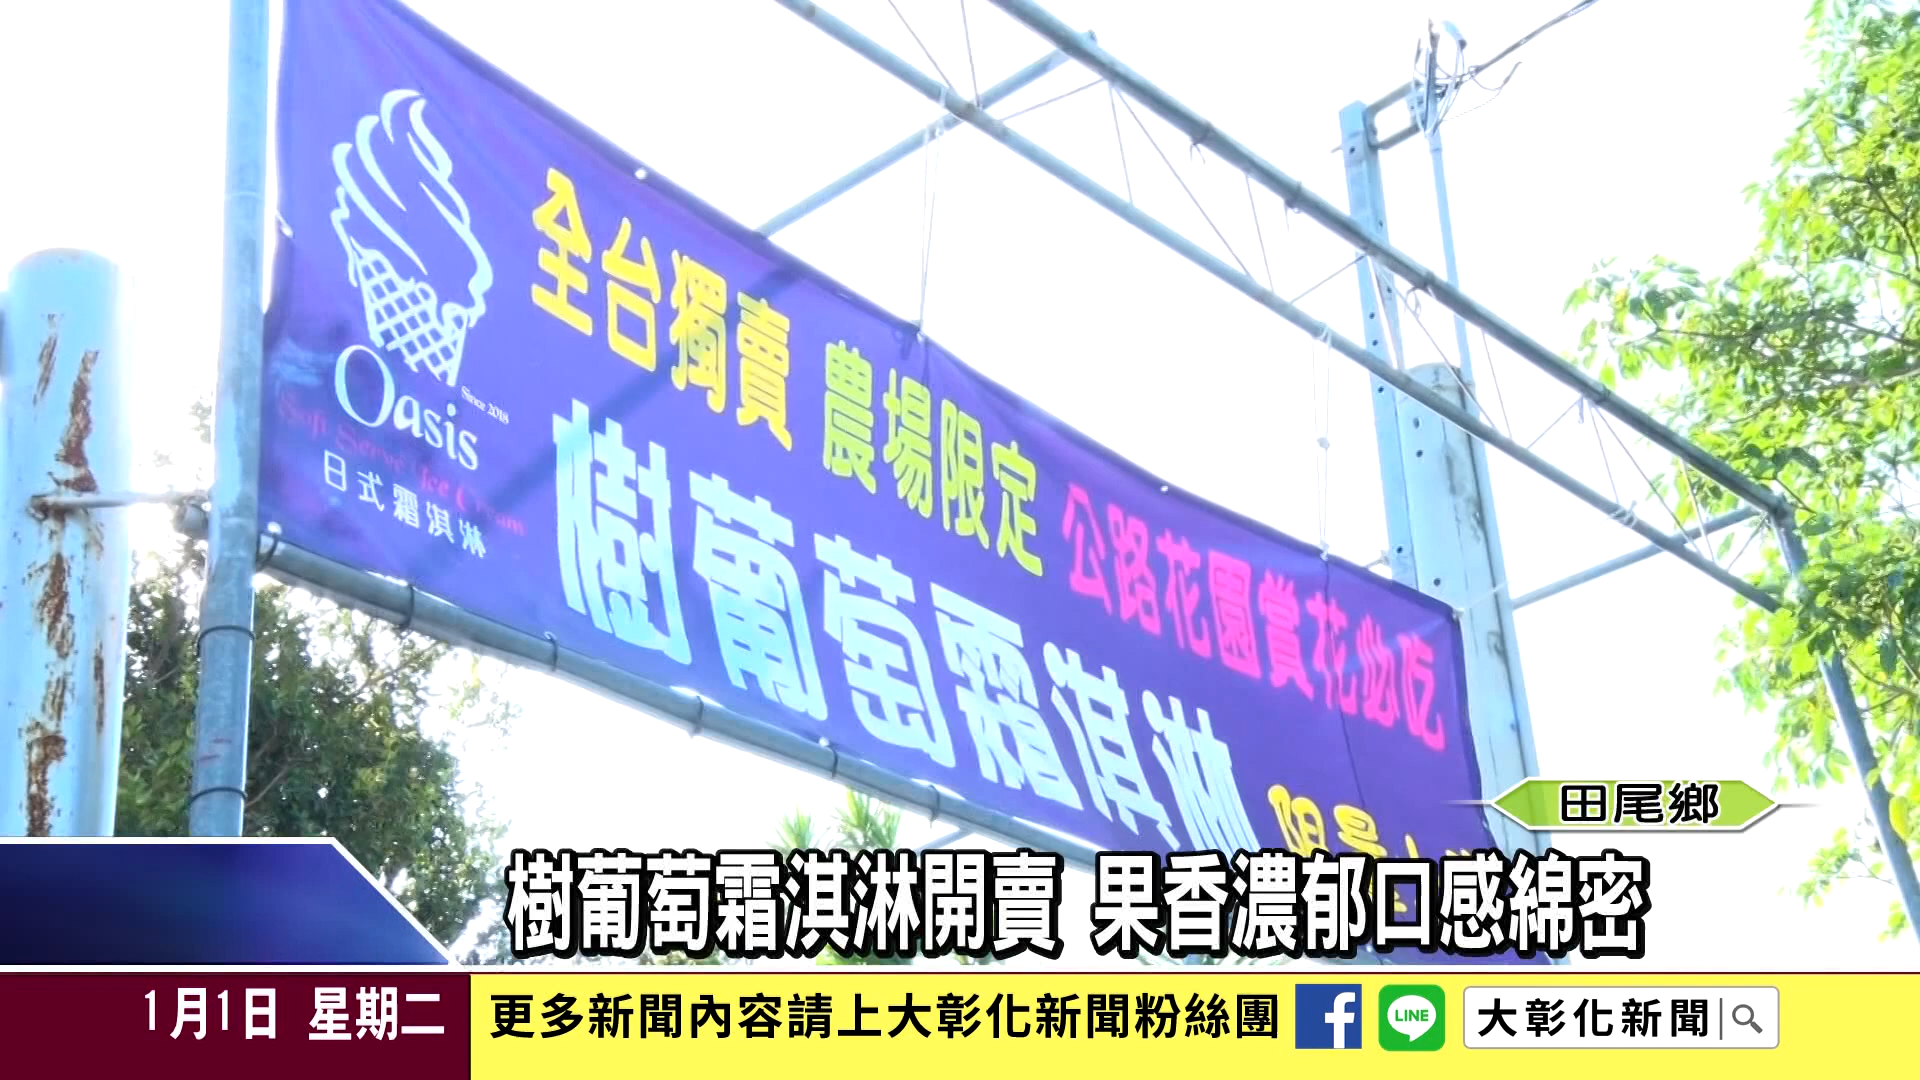 全台獨賣 農場限定 公路花園賞花必吃
樹葡萄霜淇淋
Oasis
Since 2018
Soft Serve Ice Cream
日式霜淇淋
田尾鄉
樹葡萄霜淇淋開賣 果香濃郁口感綿密
1月1日 星期二
更多新聞內容請上大彰化新聞粉絲團
f
LINE
大彰化新聞